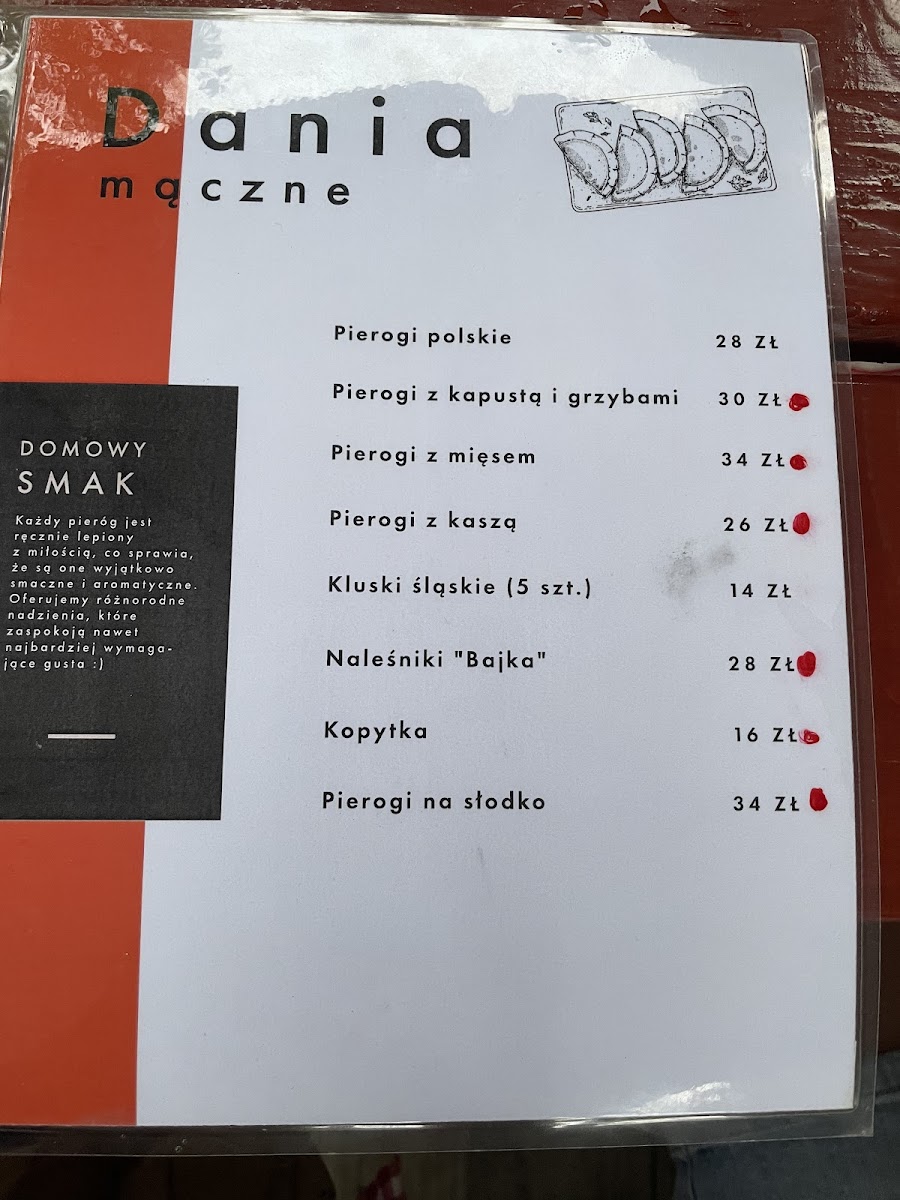 Dania
mączne
Pierogi polskie 28 ZŁ
Pierogi z kapustą i grzybami 30 ZŁ
Pierogi z mięsem 34 ZŁ
Pierogi z kaszą 26 ZŁ
Kluski śląskie (5 szt.) 14 ZŁ
Naleśniki "Bajka" 28 ZŁ
Kopytka 16 ZŁ
Pierogi na słodko 34 ZŁ
DOMOWY
SMAK
Każdy pieróg jest
ręcznie lepiony
z miłością, co sprawia,
że są one wyjątkowo
smaczne i aromatyczne.
Oferujemy różnorodne
nadzienia, które
zaspokoją nawet
najbardziej wymaga-
jące gusta :)